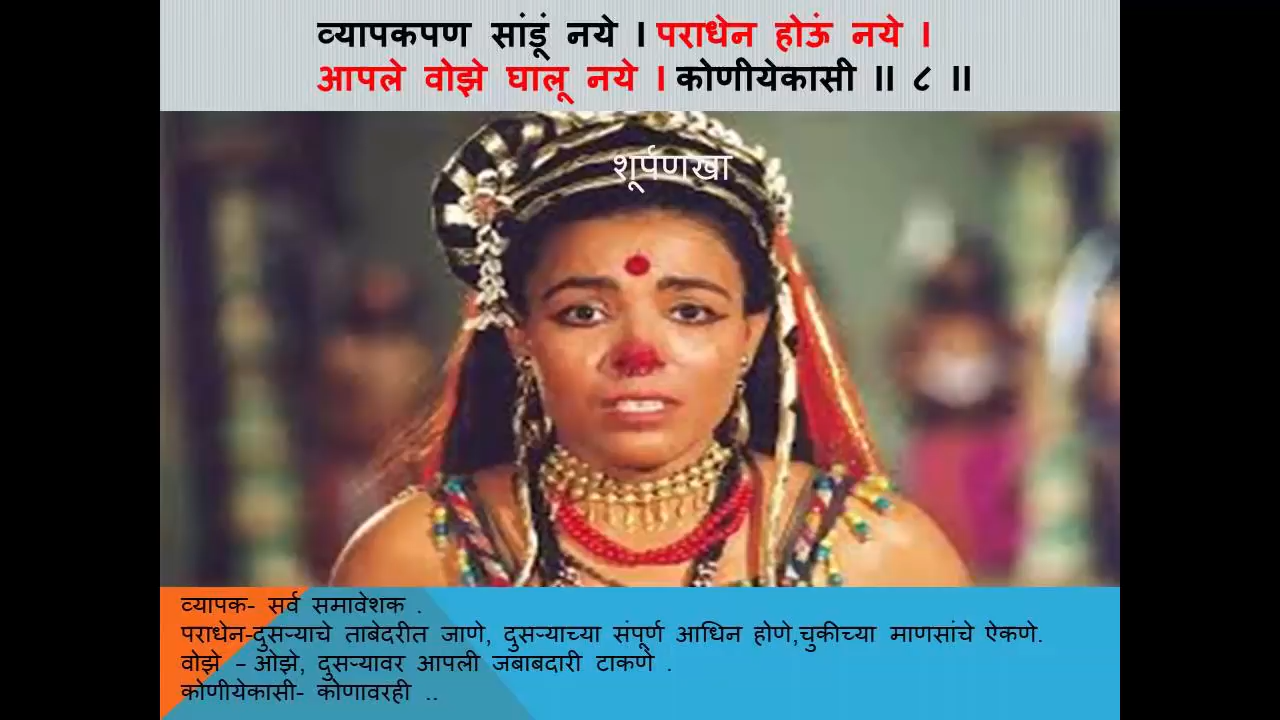 व्यापकपण सांडूं नये । पराधेन होऊं नये ।
आपले वोझे घालू नये । कोणीयेकासी ॥ ८ ॥
शूर्पणखा
व्यापक- सर्व समावेशक .
पराधेन-दुसऱ्याचे ताबेदरीत जाणे, दुसऱ्याच्या संपूर्ण आधिन होणे,चुकीच्या माणसांचे ऐकणे.
वोझे – ओझे, दुसऱ्यावर आपली जबाबदारी टाकणे .
कोणीयेकासी- कोणावरही ..